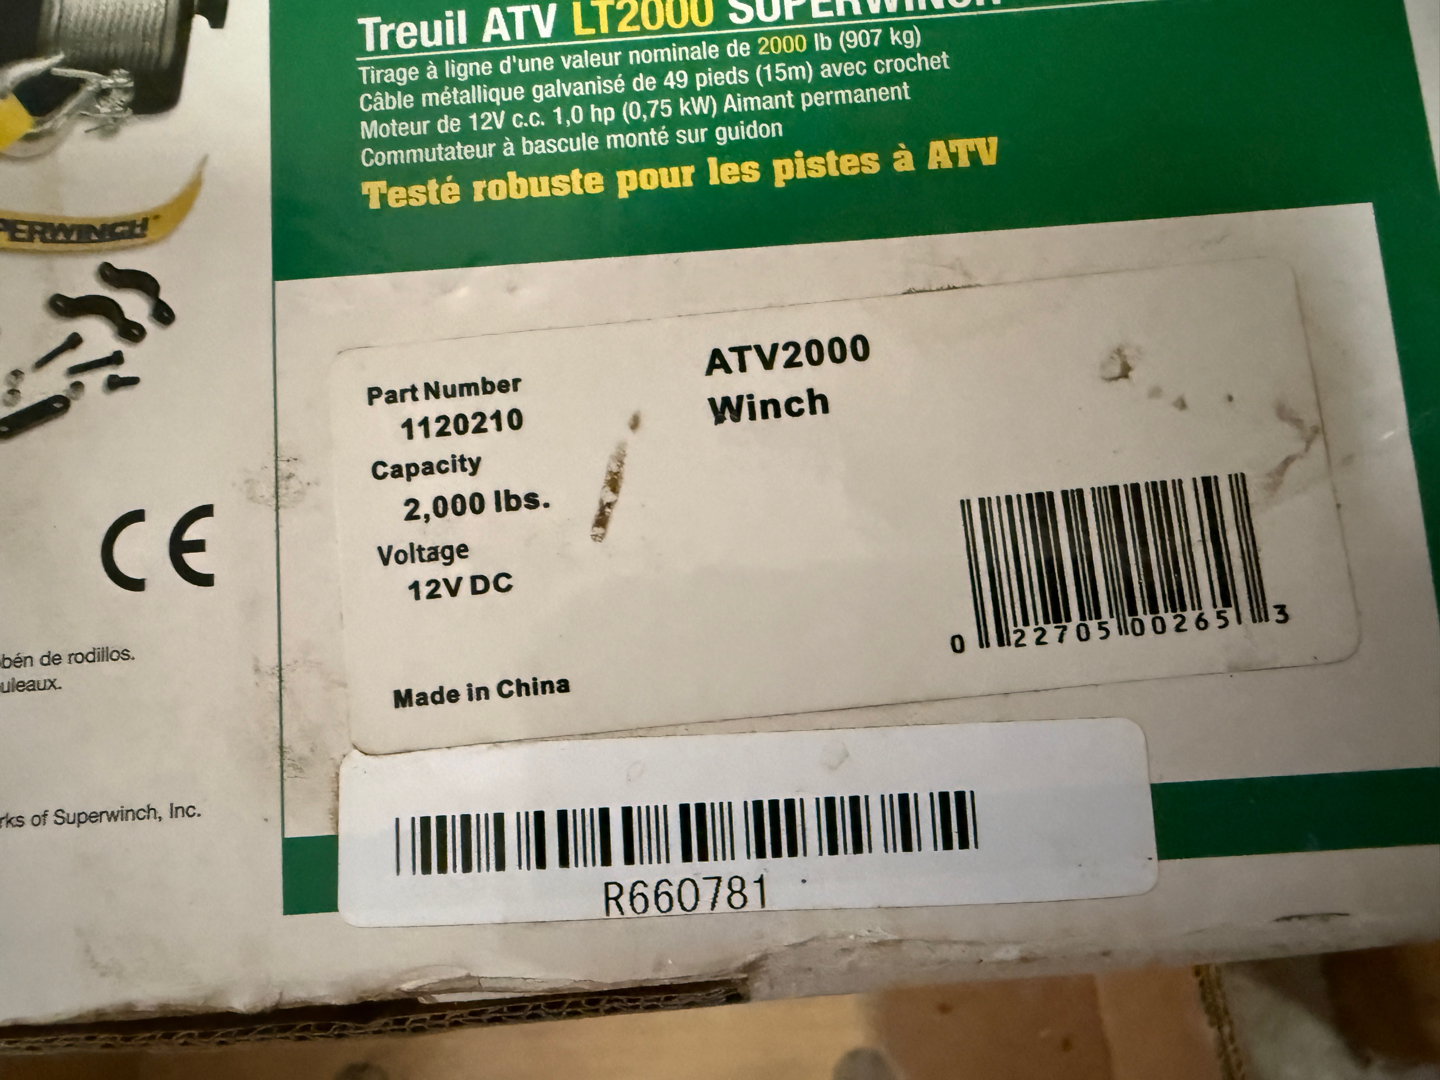 Treuil ATV LT2000 SUPERWINCH
Tirage à ligne d'une valeur nominale de 2000 lb (907 kg)
Câble métallique galvanisé de 49 pieds (15m) avec crochet
Moteur de 12V c.c. 1,0 hp (0,75 kW) Aimant permanent
Commutateur à bascule monté sur guidon
Testé robuste pour les pistes à ATV
PERWINCH
CE
bén de rodillos.
uleaux.
rks of Superwinch, Inc.
Part Number
1120210
Capacity
2,000 lbs.
Voltage
12V DC
Made in China
ATV2000
Winch
0 22705 00265 3
R660781